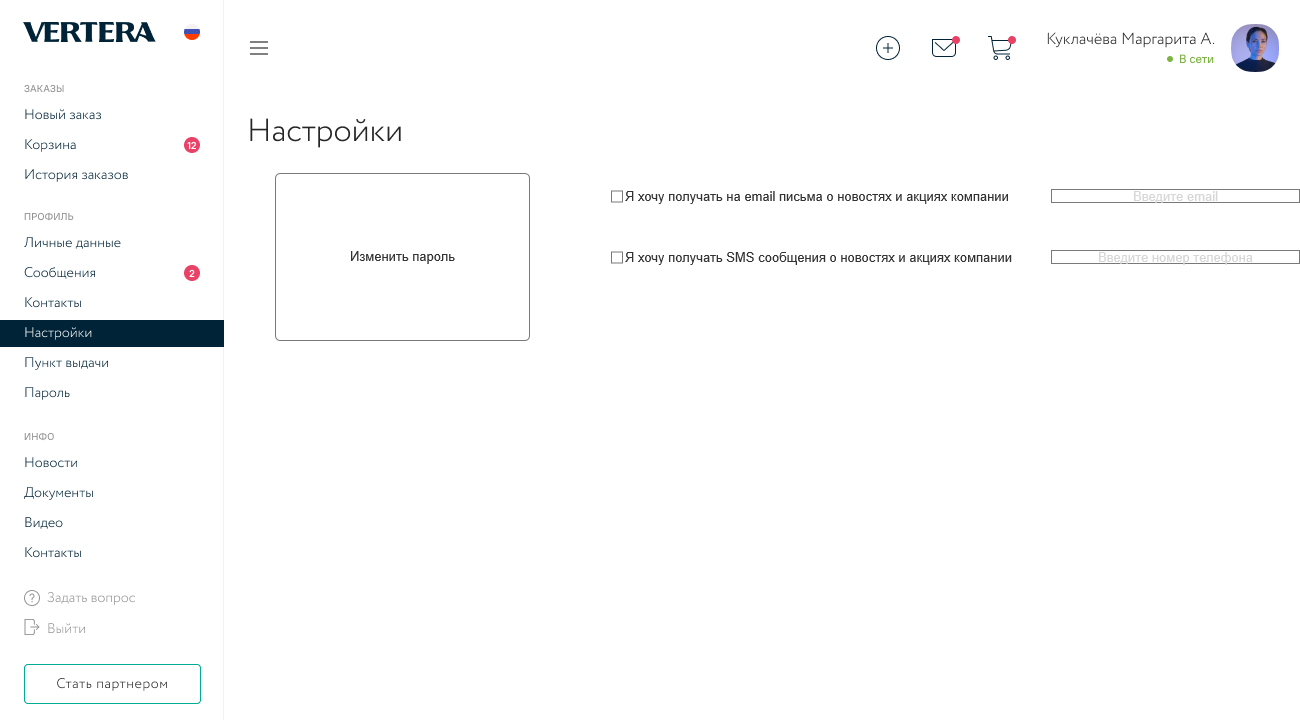 VERTERA
ЗАКАЗЫ
Новый заказ
Корзина 12
История заказов
ПРОФИЛЬ
Личные данные
Сообщения 2
Контакты
Настройки
Пункт выдачи
Пароль
ИНФО
Новости
Документы
Видео
Контакты
? Задать вопрос
Выйти
Стать партнером
Куклачёва Маргарита А.
В сети
Настройки
Изменить пароль
Я хочу получать на email письма о новостях и акциях компании
Введите email
Я хочу получать SMS сообщения о новостях и акциях компании
Введите номер телефона